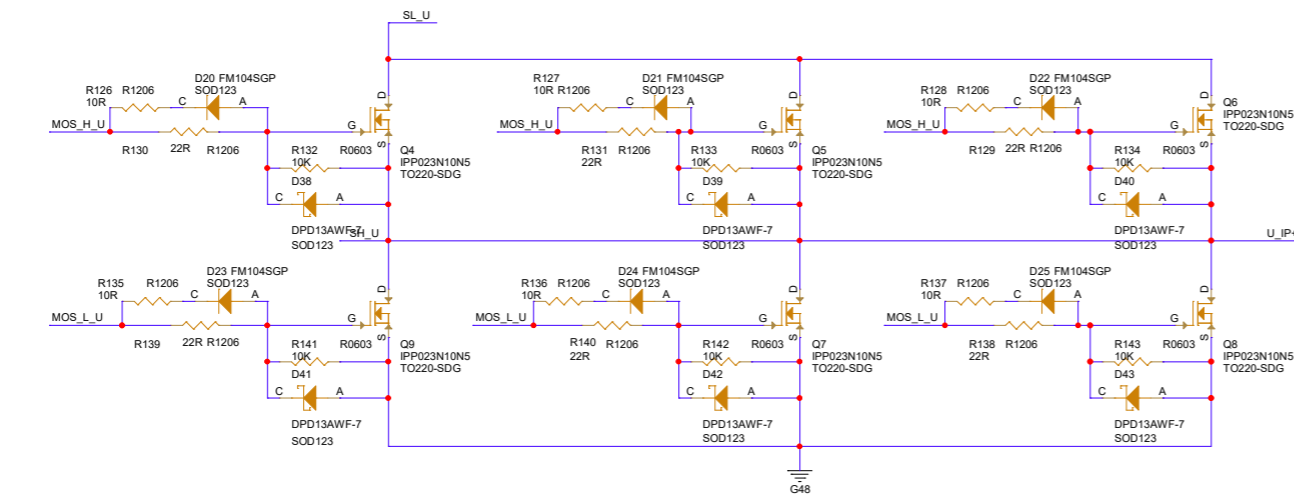 SL_U
D20 FM104SGP
SOD123
R126
10R
R1206
C
A
MOS_H_U
R130
22R
R1206
G
D
S
R132
10K
R0603
Q4
IPP023N10N5
TO220-SDG
D38
C
A
DPD13AWF-7
SOD123
R127
10R
R1206
D21 FM104SGP
SOD123
C
A
MOS_H_U
R131
22R
R1206
G
D
S
R133
10K
R0603
Q5
IPP023N10N5
TO220-SDG
D39
C
A
DPD13AWF-7
SOD123
R128
10R
R1206
D22 FM104SGP
SOD123
C
A
MOS_H_U
R129
22R R1206
G
D
S
R134
10K
R0603
Q6
IPP023N10N5
TO220-SDG
D40
C
A
DPD13AWF-7
SOD123
SH_U
U_IP+
R135
10R
R1206
D23 FM104SGP
SOD123
C
A
MOS_L_U
R139
22R R1206
G
D
S
R141
10K
R0603
Q9
IPP023N10N5
TO220-SDG
D41
C
A
DPD13AWF-7
SOD123
R136
10R
R1206
D24 FM104SGP
SOD123
C
A
MOS_L_U
R140
22R
R1206
G
D
S
R142
10K
R0603
Q7
IPP023N10N5
TO220-SDG
D42
C
A
DPD13AWF-7
SOD123
R137
10R
R1206
D25 FM104SGP
SOD123
C
A
MOS_L_U
R138
22R
R1206
G
D
S
R143
10K
R0603
Q8
IPP023N10N5
TO220-SDG
D43
C
A
DPD13AWF-7
SOD123
G48